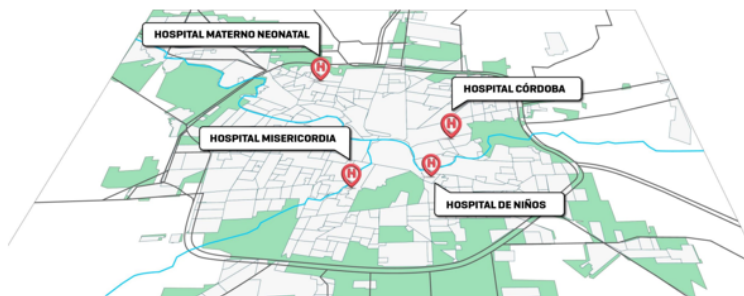 HOSPITAL MATERNO NEONATAL
H
HOSPITAL CÓRDOBA
H
HOSPITAL MISERICORDIA
H
H
HOSPITAL DE NIÑOS